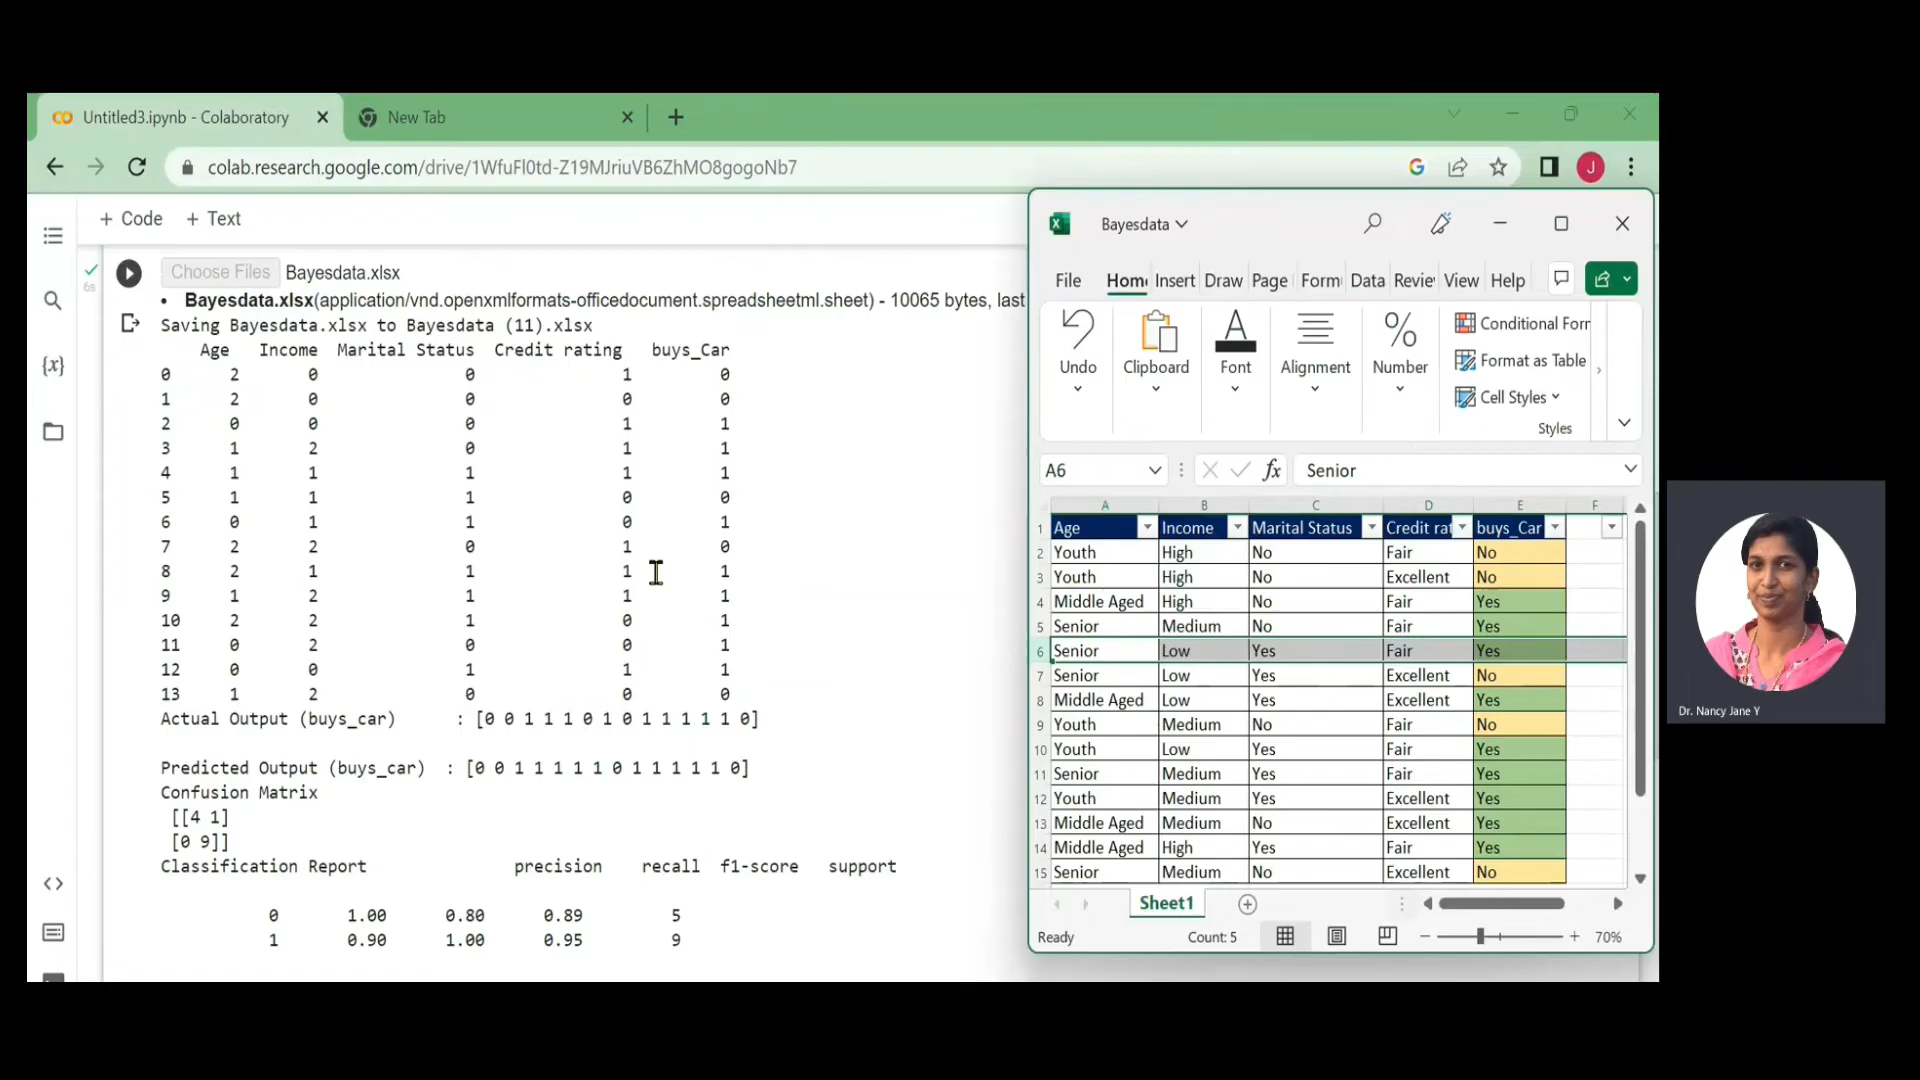 Untitled3.ipynb - Colaboratory
New Tab
colab.research.google.com/drive/1WfuFl0td-Z19MJriuVB6ZhMO8gogoNb7
G
J
+ Code + Text
6s
Choose Files Bayesdata.xlsx
• Bayesdata.xlsx(application/vnd.openxmlformats-officedocument.spreadsheetml.sheet) - 10065 bytes, last
Saving Bayesdata.xlsx to Bayesdata (11).xlsx
Age Income Marital Status Credit rating buys_Car
0 2 0 0 1 0
1 2 0 0 0 0
2 0 0 0 1 1
3 1 2 0 1 1
4 1 1 1 1 1
5 1 1 1 0 0
6 0 1 1 0 1
7 2 2 0 1 0
8 2 1 1 1 1
9 1 2 1 1 1
10 2 2 1 0 1
11 0 2 0 0 1
12 0 0 1 1 1
13 1 2 0 0 0
Actual Output (buys_car) : [0 0 1 1 1 0 1 0 1 1 1 1 1 0]
Predicted Output (buys_car) : [0 0 1 1 1 1 1 0 1 1 1 1 1 0]
Confusion Matrix
[[4 1]
[0 9]]
Classification Report precision recall f1-score support
0 1.00 0.80 0.89 5
1 0.90 1.00 0.95 9
{x}
<>
Bayesdata
File Hom Insert Draw Page Form Data Revie View Help
Undo
Clipboard
Font
Alignment
Number
Conditional For
Format as Table
Cell Styles
Styles
A6 fx Senior
A B C D E F
1 Age Income Marital Status Credit rat buys_Car
2 Youth High No Fair No
3 Youth High No Excellent No
4 Middle Aged High No Fair Yes
5 Senior Medium No Fair Yes
6 Senior Low Yes Fair Yes
7 Senior Low Yes Excellent No
8 Middle Aged Low Yes Excellent Yes
9 Youth Medium No Fair No
10 Youth Low Yes Fair Yes
11 Senior Medium Yes Fair Yes
12 Youth Medium Yes Excellent Yes
13 Middle Aged Medium No Excellent Yes
14 Middle Aged High Yes Fair Yes
15 Senior Medium No Excellent No
Sheet1
Ready Count: 5 70%
Dr. Nancy Jane Y